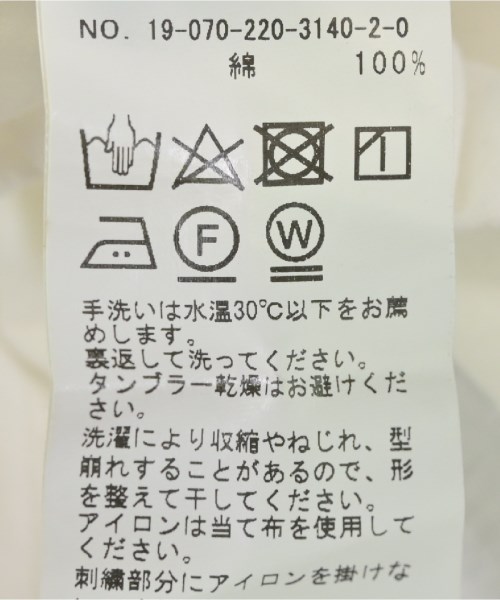 NO. 19-070-220-3140-2-0
綿 100%
F
W
手洗いは水温30℃以下をお薦
めします。
裏返して洗ってください。
タンブラー乾燥はお避けくだ
さい。
洗濯により収縮やねじれ、型
崩れすることがあるので、形
を整えて干してください。
アイロンは当て布を使用して
ください。
刺繍部分にアイロンを掛けな